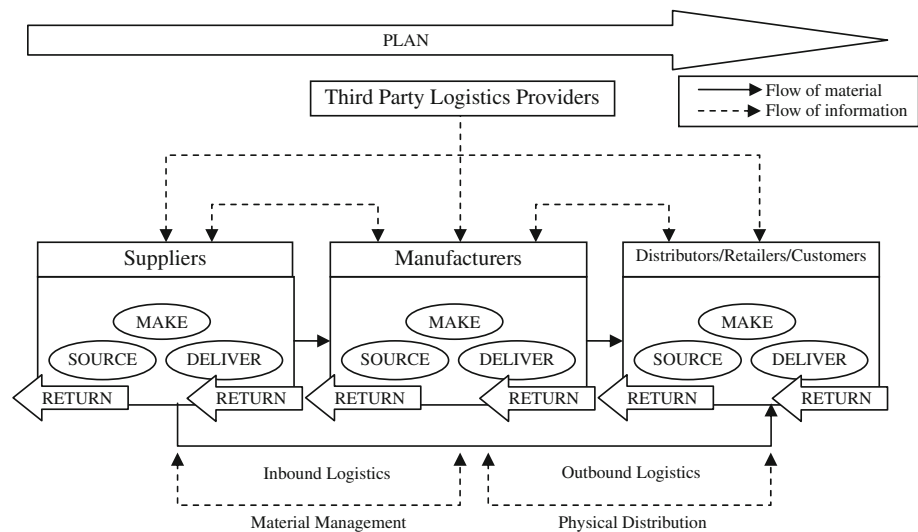 PLAN
Third Party Logistics Providers
Flow of material
Flow of information
Suppliers
Manufacturers
Distributors/Retailers/Customers
MAKE
MAKE
MAKE
SOURCE
DELIVER
SOURCE
DELIVER
SOURCE
DELIVER
RETURN
RETURN
RETURN
RETURN
RETURN
RETURN
Inbound Logistics
Outbound Logistics
Material Management
Physical Distribution